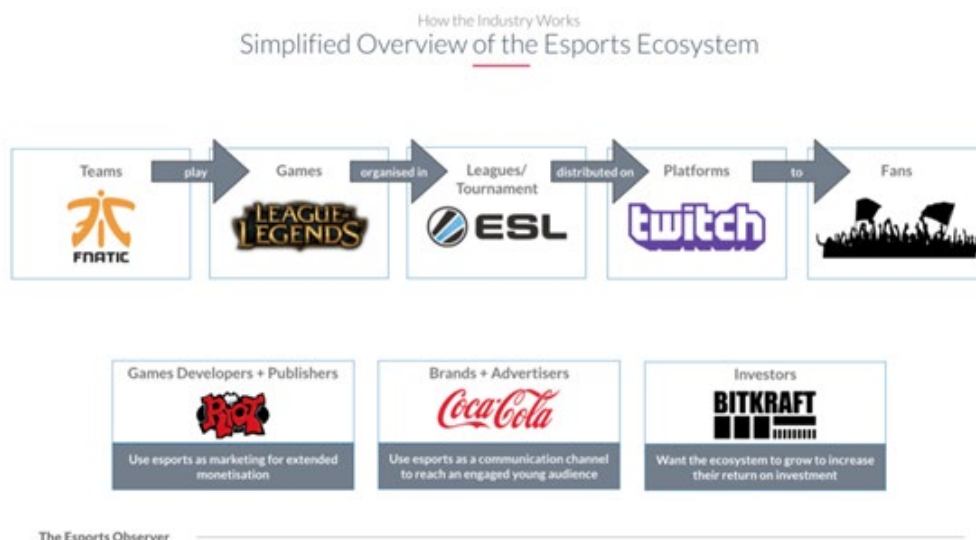 How the Industry Works
Simplified Overview of the Esports Ecosystem
Teams
play
Games
organised in
Leagues/
Tournament
distributed on
Platforms
to
Fans
FNATIC
LEAGUE OF
LEGENDS
ESL
twitch
Games Developers + Publishers
RIOT
Use esports as marketing for extended
monetisation
Brands + Advertisers
Coca-Cola
Use esports as a communication channel
to reach an engaged young audience
Investors
BITKRAFT
Want the ecosystem to grow to increase
their return on investment
The Esports Observer